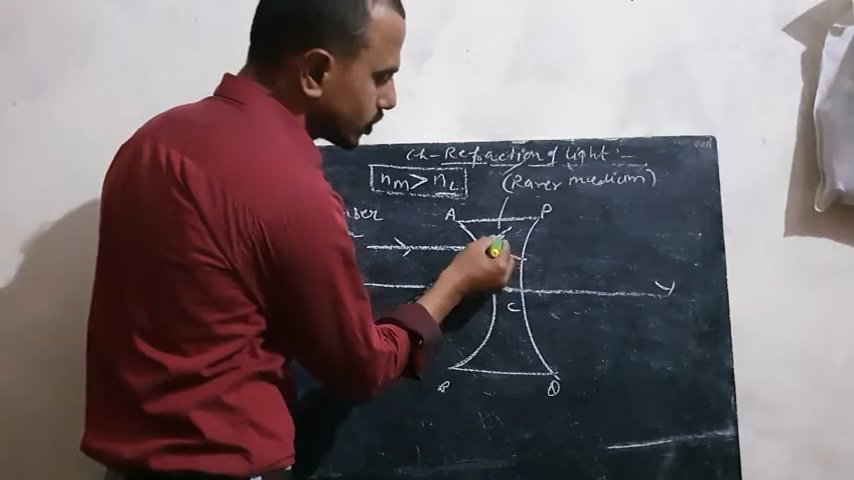 Ch- Refraction of light :-
nm > nL
(Rarer medium)
A P
C
Y
Q